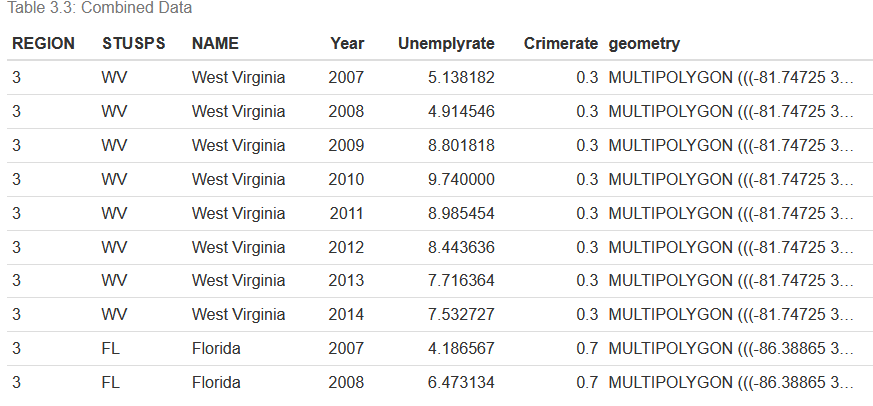 Table 3.3: Combined Data
REGION STUSPS NAME Year Unemplyrate Crimerate geometry
3 WV West Virginia 2007 5.138182 0.3 MULTIPOLYGON (((-81.74725 3...
3 WV West Virginia 2008 4.914546 0.3 MULTIPOLYGON (((-81.74725 3...
3 WV West Virginia 2009 8.801818 0.3 MULTIPOLYGON (((-81.74725 3...
3 WV West Virginia 2010 9.740000 0.3 MULTIPOLYGON (((-81.74725 3...
3 WV West Virginia 2011 8.985454 0.3 MULTIPOLYGON (((-81.74725 3...
3 WV West Virginia 2012 8.443636 0.3 MULTIPOLYGON (((-81.74725 3...
3 WV West Virginia 2013 7.716364 0.3 MULTIPOLYGON (((-81.74725 3...
3 WV West Virginia 2014 7.532727 0.3 MULTIPOLYGON (((-81.74725 3...
3 FL Florida 2007 4.186567 0.7 MULTIPOLYGON (((-86.38865 3...
3 FL Florida 2008 6.473134 0.7 MULTIPOLYGON (((-86.38865 3...